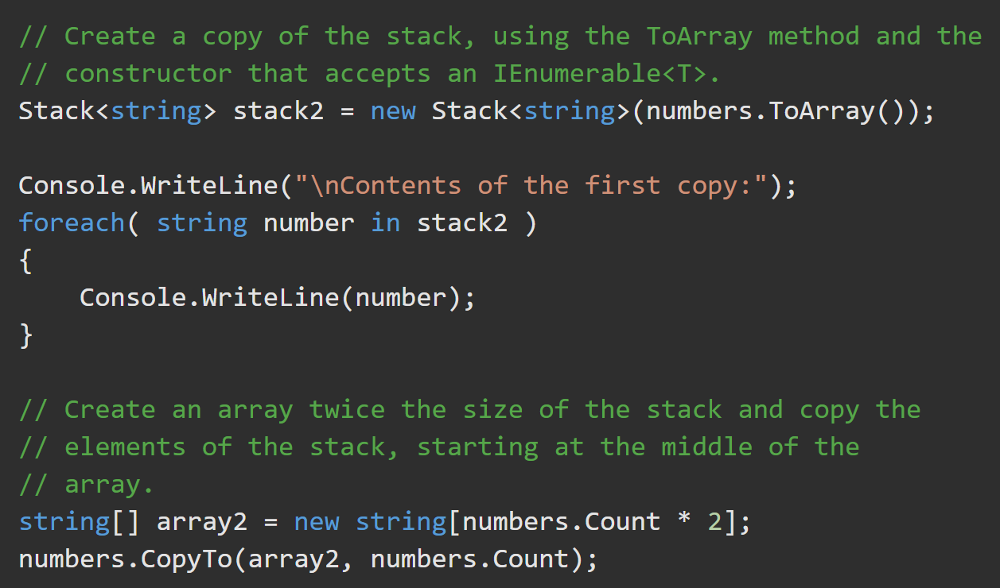 // Create a copy of the stack, using the ToArray method and the
// constructor that accepts an IEnumerable<T>.
Stack<string> stack2 = new Stack<string>(numbers.ToArray());

Console.WriteLine("\nContents of the first copy:");
foreach( string number in stack2 )
{
    Console.WriteLine(number);
}

// Create an array twice the size of the stack and copy the
// elements of the stack, starting at the middle of the
// array.
string[] array2 = new string[numbers.Count * 2];
numbers.CopyTo(array2, numbers.Count);